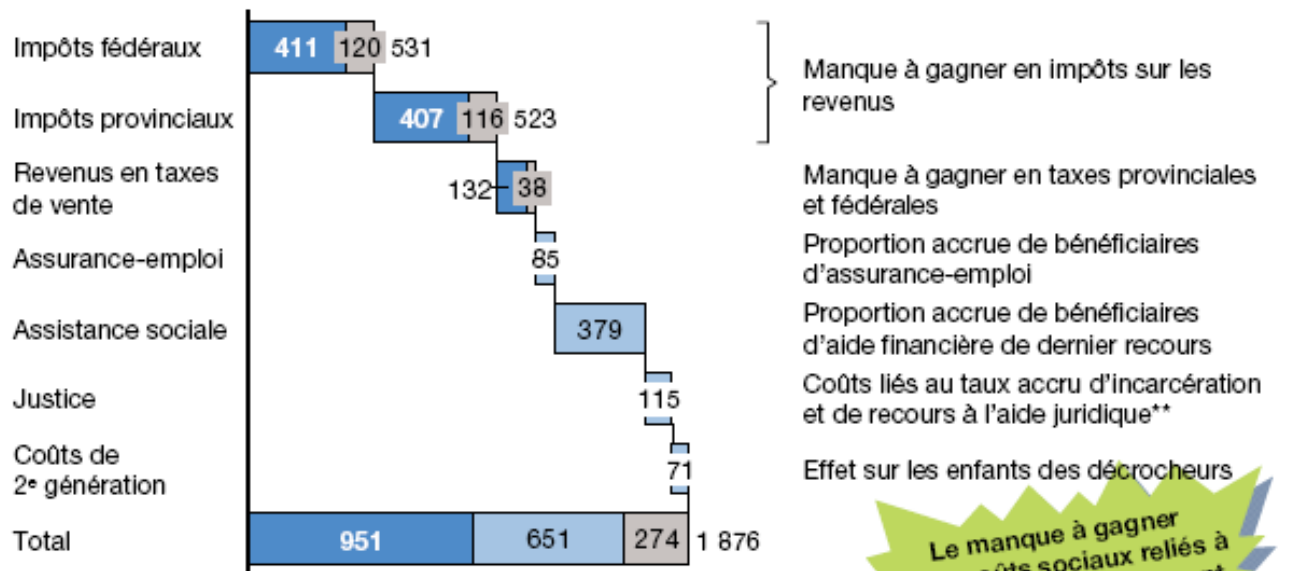 Impôts fédéraux
411 120 531
Manque à gagner en impôts sur les
revenus
Impôts provinciaux
407 116 523
Revenus en taxes
de vente
132 38
Manque à gagner en taxes provinciales
et fédérales
Assurance-emploi
85
Proportion accrue de bénéficiaires
d'assurance-emploi
Assistance sociale
379
Proportion accrue de bénéficiaires
d'aide financière de dernier recours
Justice
115
Coûts liés au taux accru d'incarcération
et de recours à l'aide juridique**
Coûts de
2e génération
71
Effet sur les enfants des décrocheurs
Total
951 651 274 1 876
Le manque à gagner
sociaux reliés à